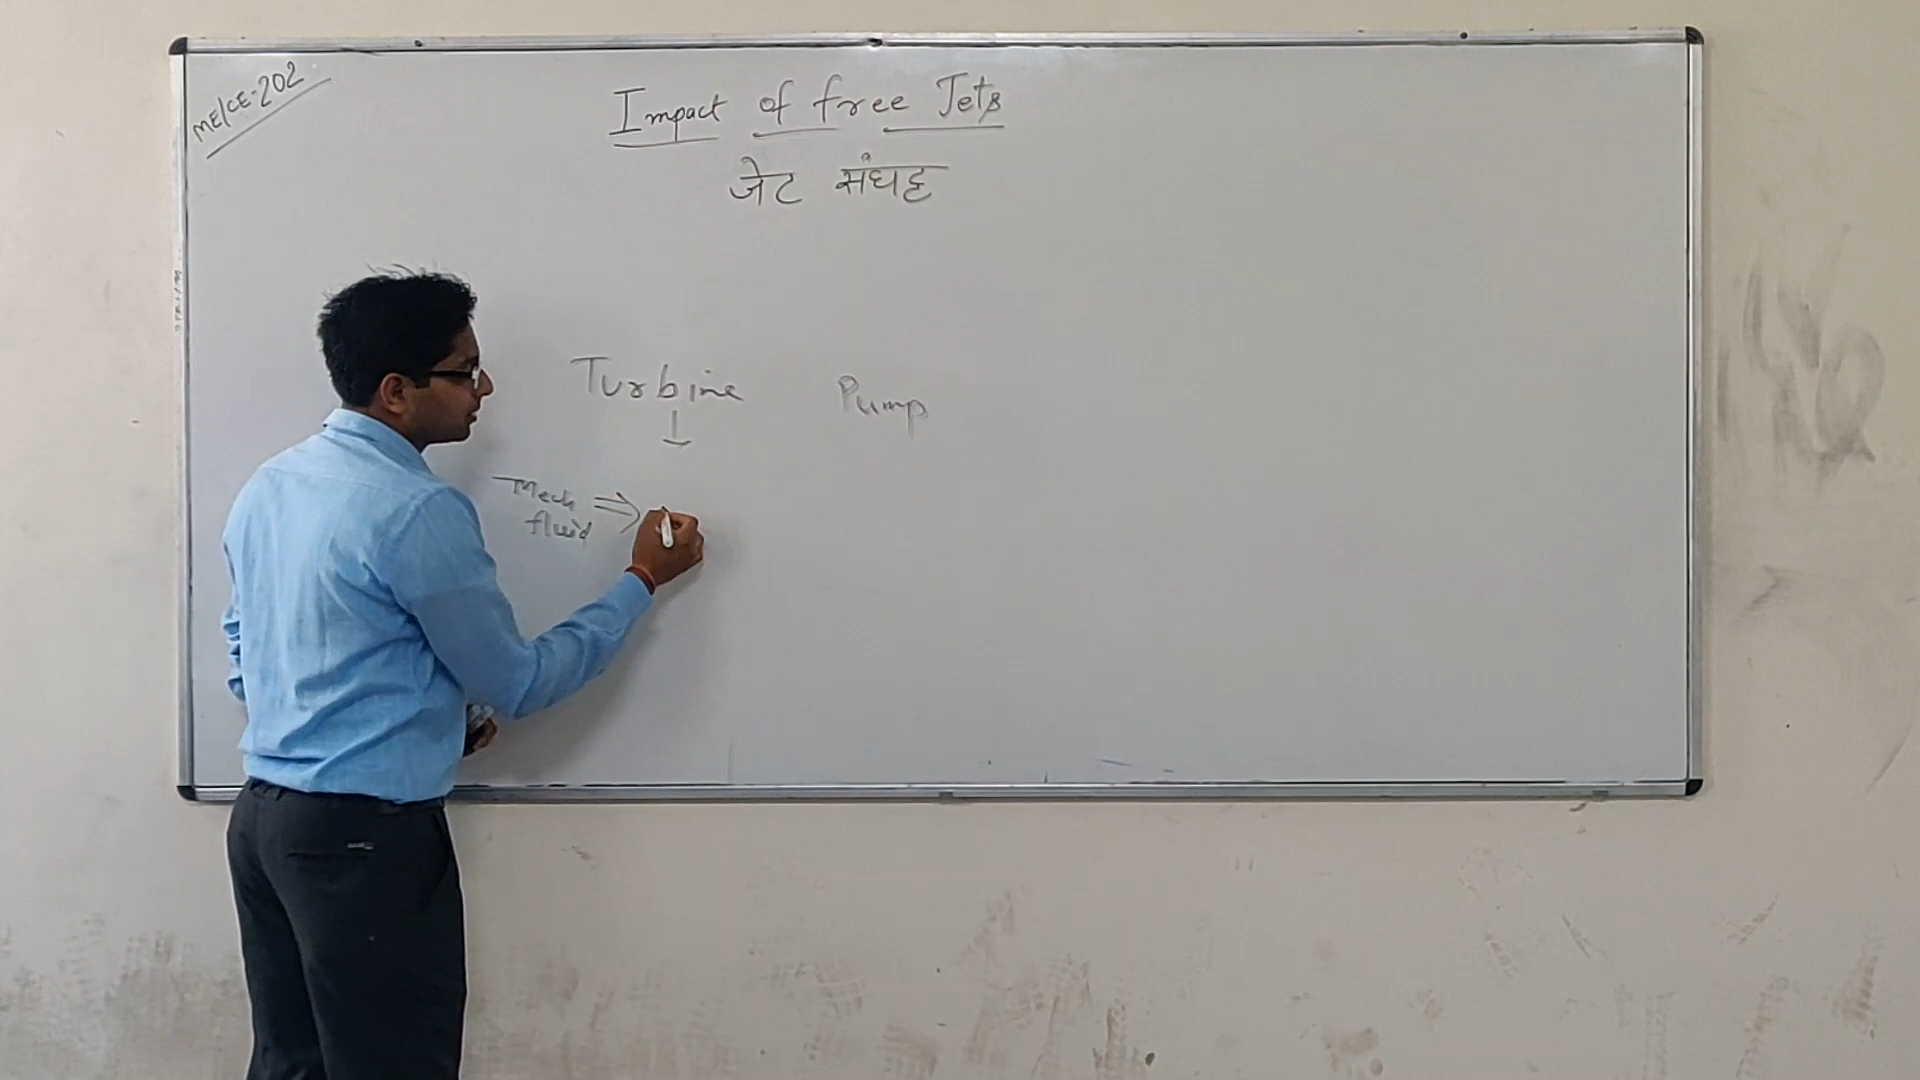 ME/CE-202
Impact of free Jets
जेट संघट्ट
Turbine Pump
Mech
fluid